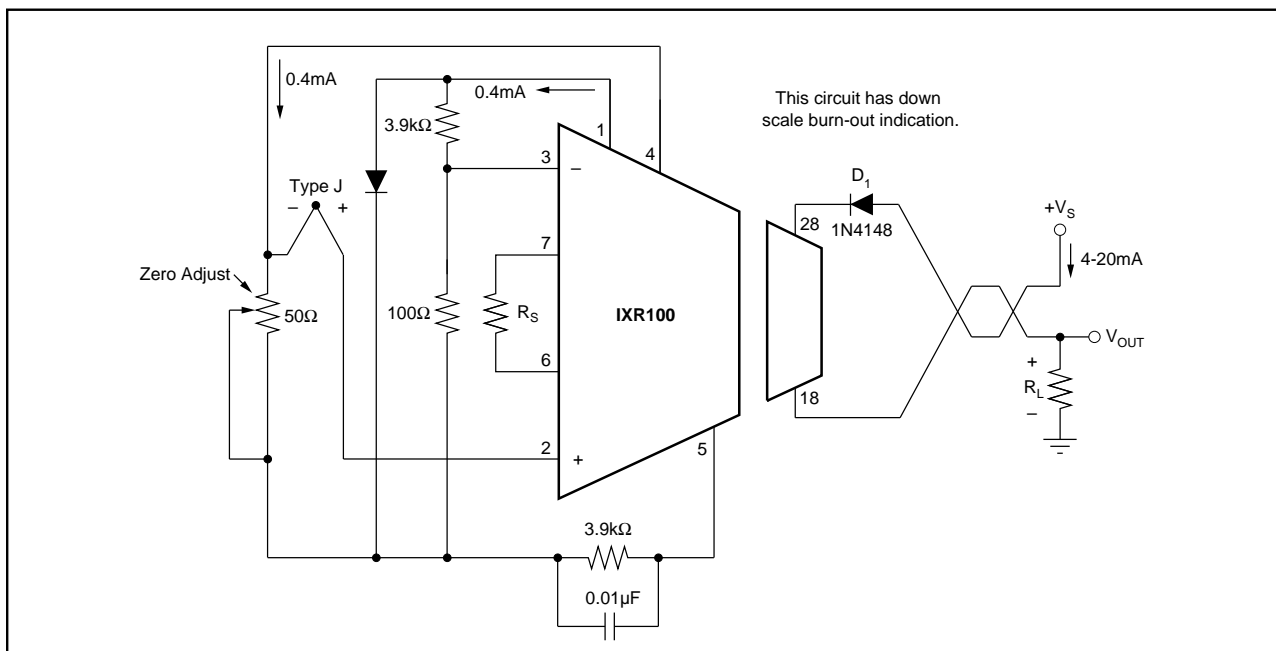 0.4mA
0.4mA
This circuit has down
scale burn-out indication.
3.9kΩ
1
4
3
–
Type J
– +
D1
1N4148
28
+VS
4-20mA
7
Zero Adjust
50Ω
100Ω
RS
IXR100
VOUT
6
+
RL
–
18
2
+
5
3.9kΩ
0.01µF